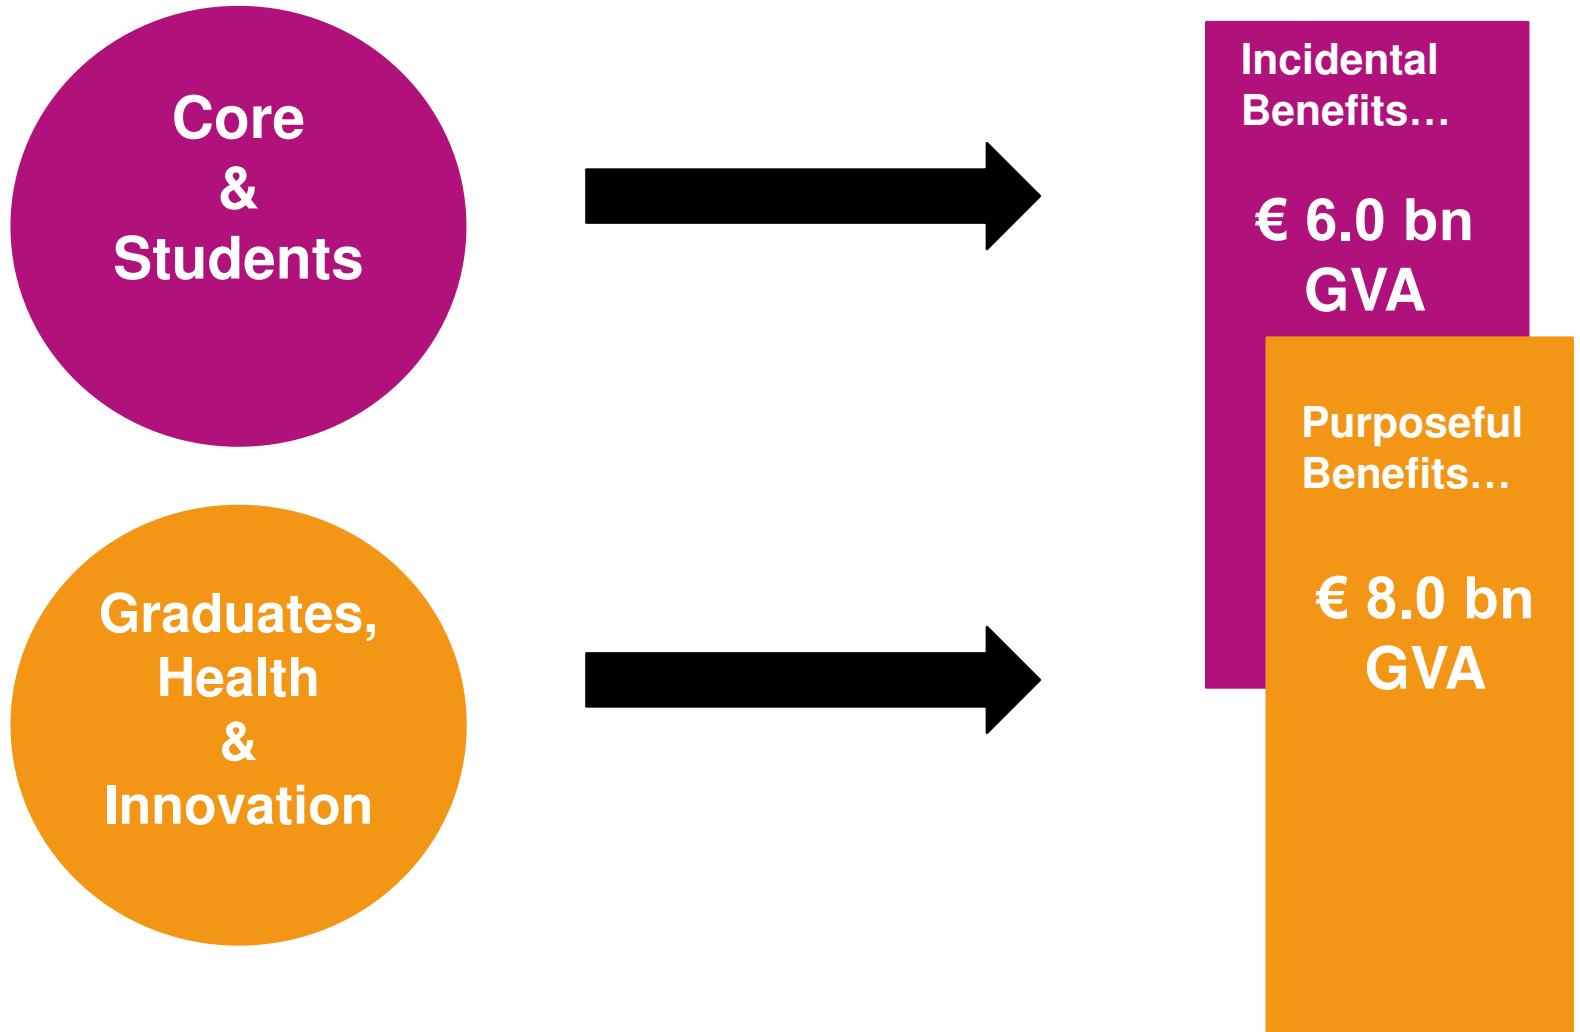 Core
&
Students
Incidental
Benefits…
€ 6.0 bn
GVA
Graduates,
Health
&
Innovation
Purposeful
Benefits…
€ 8.0 bn
GVA